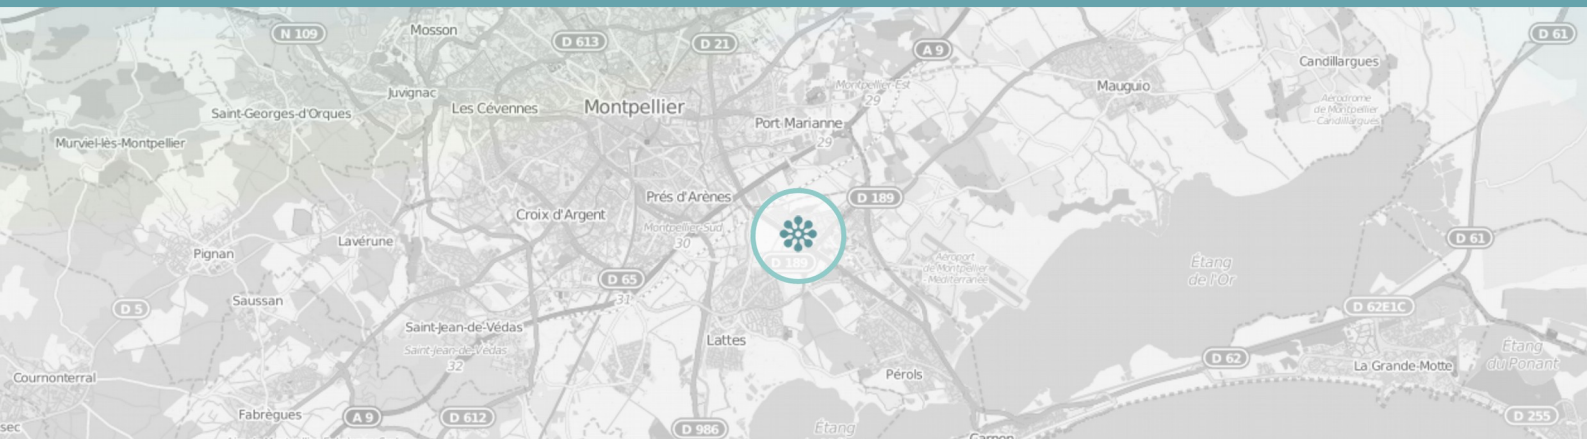 N 109
Mosson
D 613
D 21
A 9
D 61
Candillargues
Juvignac
Les Cévennes
Montpellier
Montpellier-Est
29
Mauguio
Aérodrome
de Montpellier
- Candillargues
Saint-Georges-d'Orques
Port-Marianne
29
Murviel-lès-Montpellier
Prés d'Arènes
D 189
Croix d'Argent
Montpellier-Sud
30
Lavérune
Pignan
D 61
D 189
Aéroport
de Montpellier
- Méditerranée
Étang
de l'Or
D 65
31
Saussan
D 5
D 62E1C
Saint-Jean-de-Védas
Saint-Jean-de-Védas
32
Lattes
Étang
du Ponant
D 62
La Grande-Motte
Cournonterral
Pérols
Fabrègues
A 9
D 612
D 986
Étang
D 255
sec
Carnon